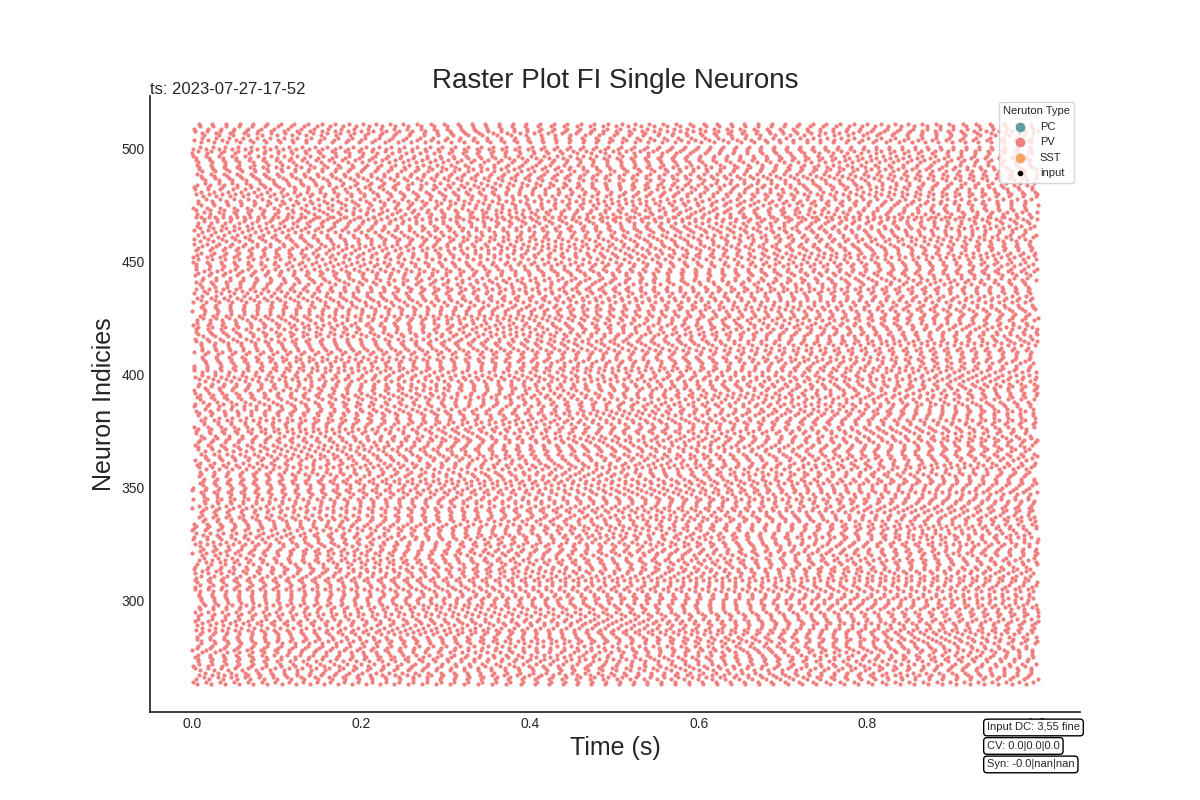 Raster Plot FI Single Neurons
ts: 2023-07-27-17-52
Neruton Type
PC
PV
SST
input
500
450
400
350
300
Neuron Indicies
0.0 0.2 0.4 0.6 0.8
Time (s)
Input DC: 3,55 fine
CV: 0.0|0.0|0.0
Syn: -0.0|nan|nan